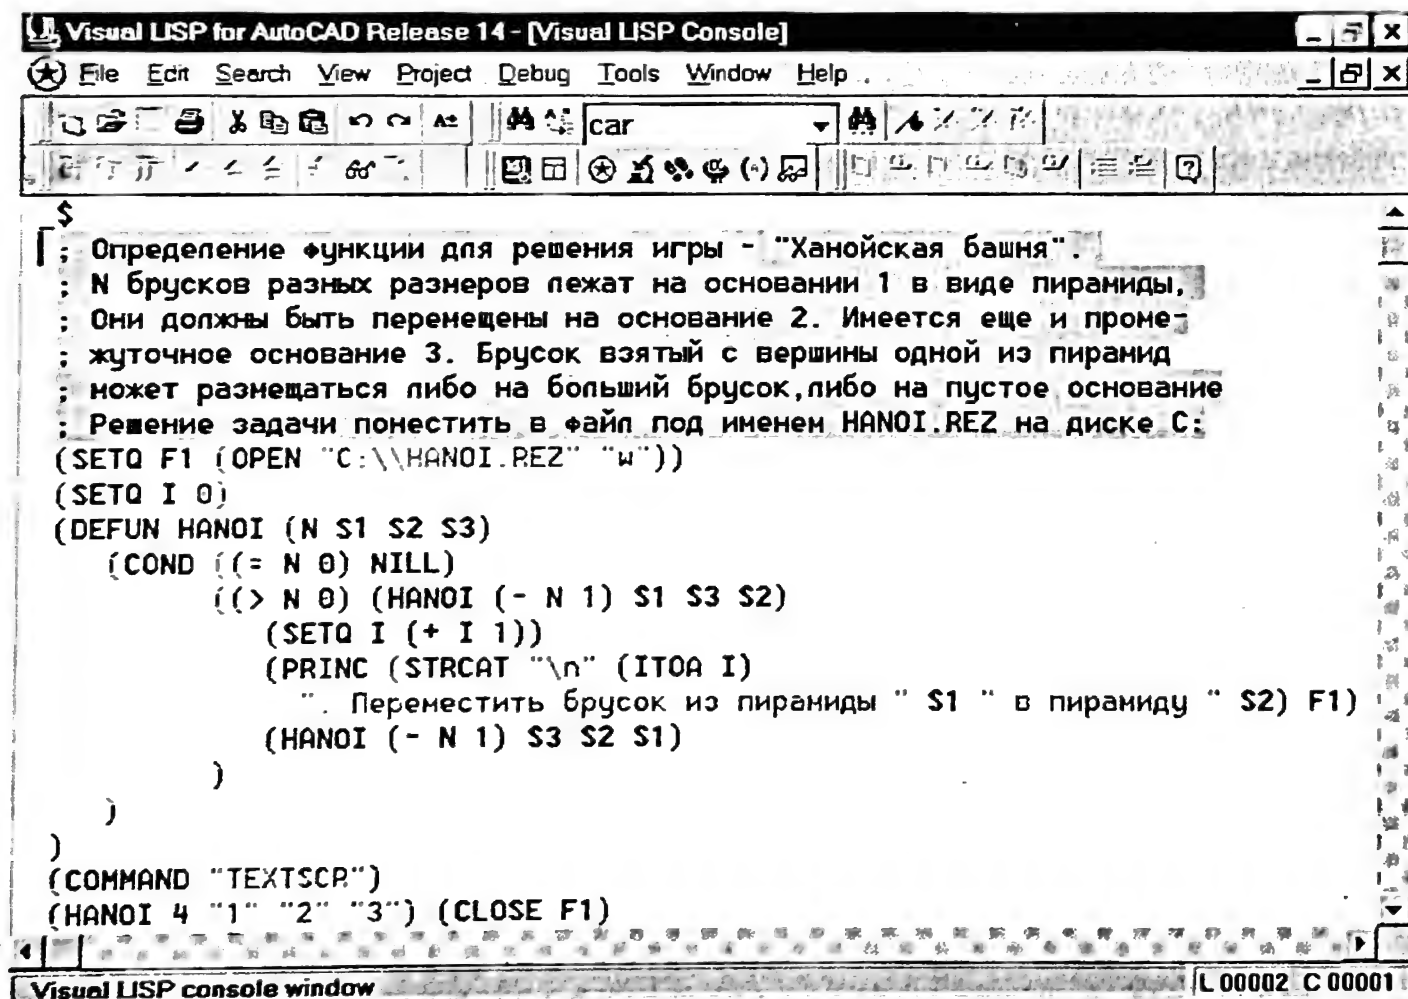 Visual LISP for AutoCAD Release 14 - [Visual LISP Console]
File Edit Search View Project Debug Tools Window Help
car
$
; Определение функции для решения игры - "Ханойская башня".
; N брусков разных размеров лежат на основании 1 в виде пирамиды,
; Они должны быть перемещены на основание 2. Имеется еще и проме-
; жуточное основание 3. Брусок взятый с вершины одной из пирамид
; может размещаться либо на больший брусок,либо на пустое основание
; Решение задачи поместить в файл под именем HANOI.REZ на диске C:
(SETQ F1 (OPEN "C:\\HANOI.REZ" "w"))
(SETQ I 0)
(DEFUN HANOI (N S1 S2 S3)
(COND ((= N 0) NILL)
((> N 0) (HANOI (- N 1) S1 S3 S2)
(SETQ I (+ I 1))
(PRINC (STRCAT "\n" (ITOA I)
". Переместить брусок из пирамиды " S1 " в пирамиду " S2) F1)
(HANOI (- N 1) S3 S2 S1)
)
)
)
(COMMAND "TEXTSCR")
(HANOI 4 "1" "2" "3") (CLOSE F1)
Visual LISP console window L 00002 C 00001